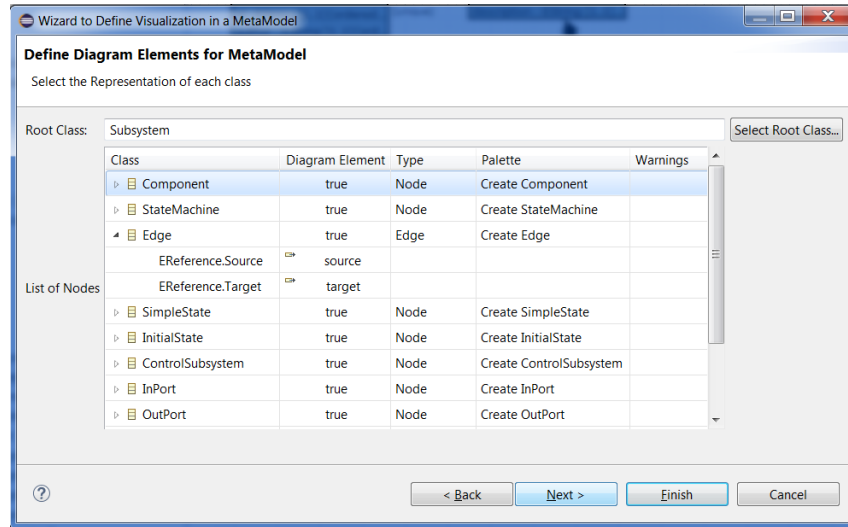 Wizard to Define Visualization in a MetaModel
Define Diagram Elements for MetaModel
Select the Representation of each class
Root Class: Subsystem Select Root Class...
Class Diagram Element Type Palette Warnings
Component true Node Create Component
StateMachine true Node Create StateMachine
Edge true Edge Create Edge
EReference.Source source
EReference.Target target
List of Nodes
SimpleState true Node Create SimpleState
InitialState true Node Create InitialState
ControlSubsystem true Node Create ControlSubsystem
InPort true Node Create InPort
OutPort true Node Create OutPort
< Back Next > Finish Cancel